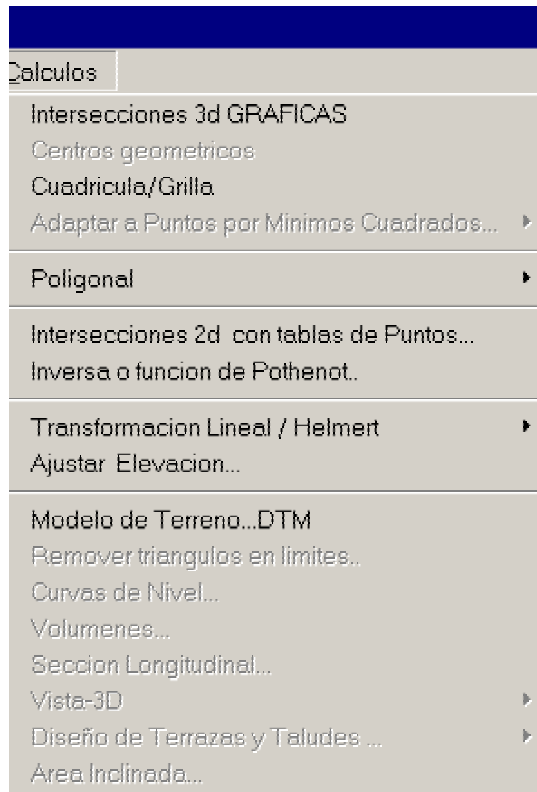 Calculos
Intersecciones 3d GRAFICAS
Centros geometricos
Cuadricula/Grilla
Adaptar a Puntos por Minimos Cuadrados...
Poligonal
Intersecciones 2d con tablas de Puntos...
Inversa o funcion de Pothenot..
Transformacion Lineal / Helmert
Ajustar Elevacion...
Modelo de Terreno...DTM
Remover triangulos en limites..
Curvas de Nivel...
Volumenes...
Seccion Longitudinal...
Vista-3D
Diseño de Terrazas y Taludes ...
Area Inclinada...